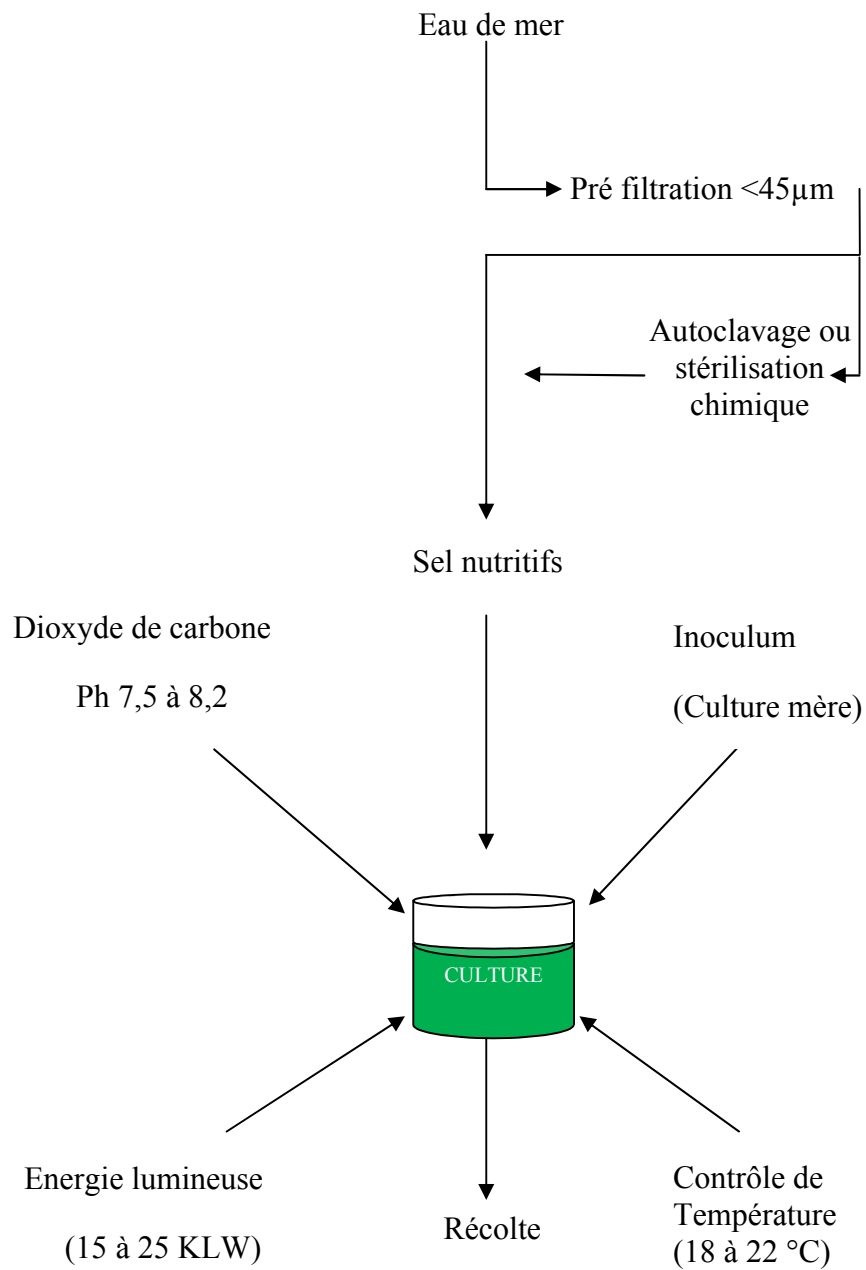 Eau de mer
Pré filtration <45µm
Autoclavage ou
stérilisation
chimique
Sel nutritifs
Dioxyde de carbone
Ph 7,5 à 8,2
Inoculum
(Culture mère)
CULTURE
Energie lumineuse
(15 à 25 KLW)
Récolte
Contrôle de
Température
(18 à 22 °C)